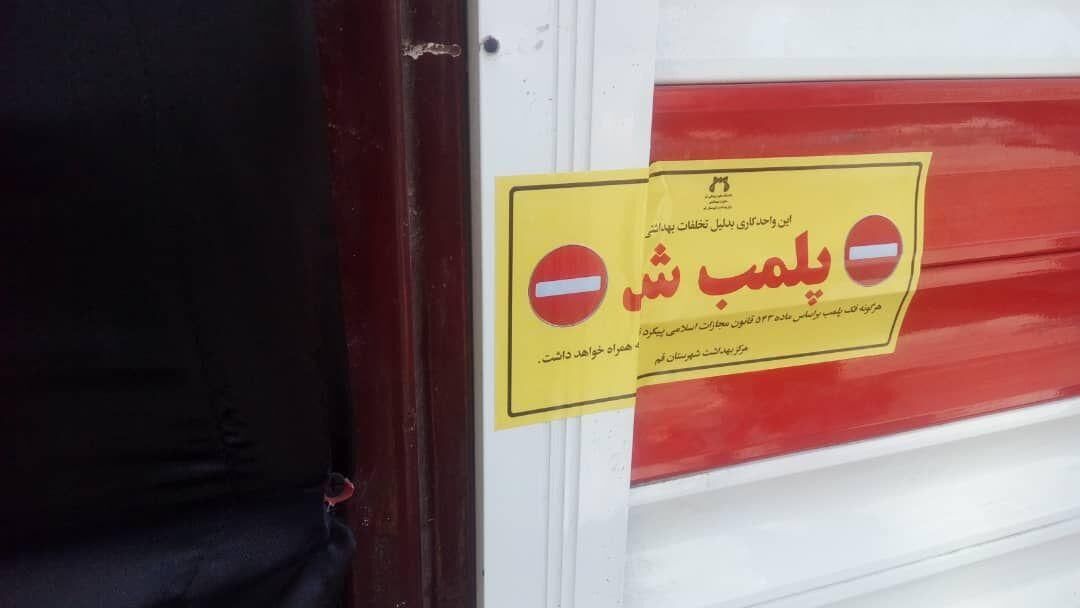 این واحدکاری بدلیل تخلفات بهداشتی
پلمب ش
هرگونه فک پلمب براساس ماده ۵۴۳ قانون مجازات اسلامی پیگرد
همراه خواهد داشت.
مرکز بهداشت شهرستان قم